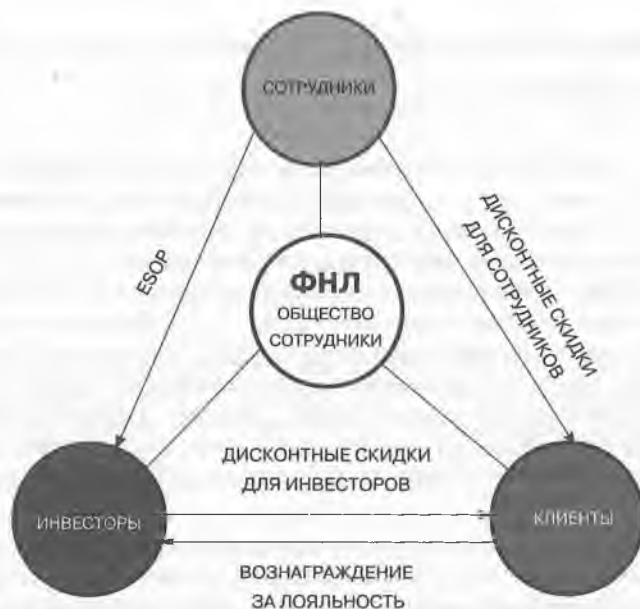 СОТРУДНИКИ
ESOP
ДИСКОНТНЫЕ СКИДКИ
ДЛЯ СОТРУДНИКОВ
ФНЛ
ОБЩЕСТВО
СОТРУДНИКИ
ДИСКОНТНЫЕ СКИДКИ
ДЛЯ ИНВЕСТОРОВ
ИНВЕСТОРЫ
КЛИЕНТЫ
ВОЗНАГРАЖДЕНИЕ
ЗА ЛОЯЛЬНОСТЬ